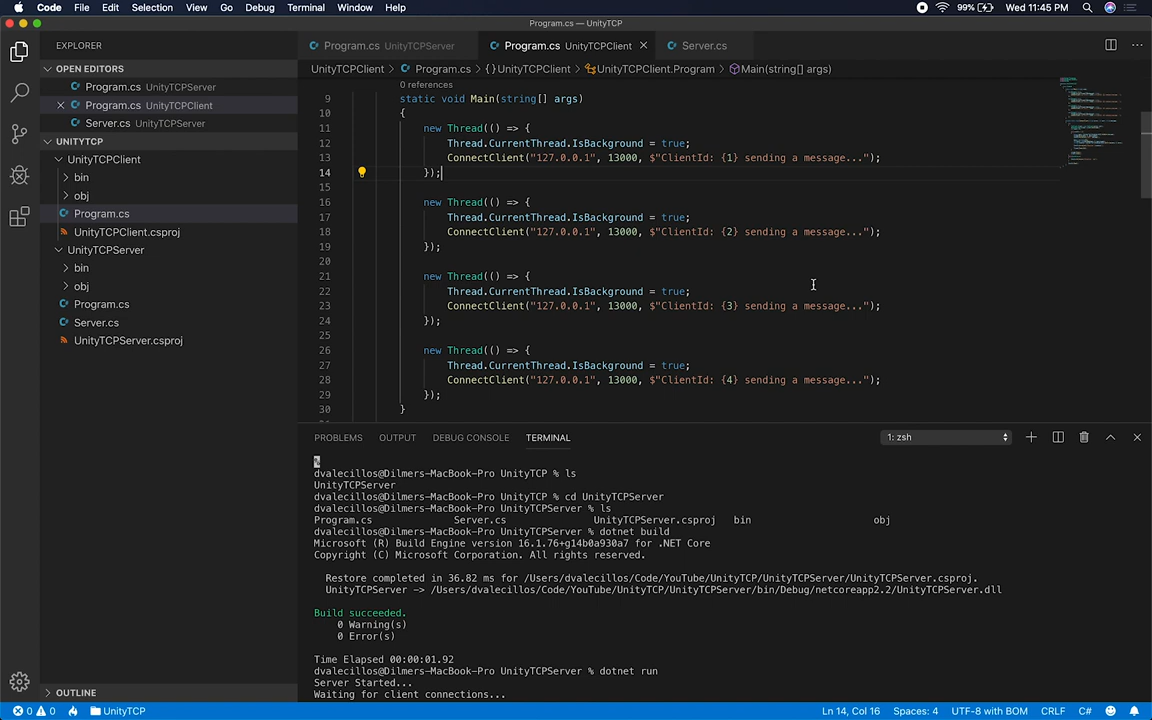 Code File Edit Selection View Go Debug Terminal Window Help 99% Wed 11:45 PM
Program.cs — UnityTCP
EXPLORER
Program.cs UnityTCPServer Program.cs UnityTCPClient Server.cs
OPEN EDITORS
UnityTCPClient > Program.cs > {} UnityTCPClient > UnityTCPClient.Program > Main(string[] args)
Program.cs UnityTCPServer
Program.cs UnityTCPClient
Server.cs UnityTCPServer
UNITYTCP
UnityTCPClient
bin
obj
Program.cs
UnityTCPClient.csproj
UnityTCPServer
bin
obj
Program.cs
Server.cs
UnityTCPServer.csproj
OUTLINE
0 references
9 static void Main(string[] args)
10 {
11 new Thread(() => {
12 Thread.CurrentThread.IsBackground = true;
13 ConnectClient("127.0.0.1", 13000, $"ClientId: {1} sending a message...");
14 });
15
16 new Thread(() => {
17 Thread.CurrentThread.IsBackground = true;
18 ConnectClient("127.0.0.1", 13000, $"ClientId: {2} sending a message...");
19 });
20
21 new Thread(() => {
22 Thread.CurrentThread.IsBackground = true;
23 ConnectClient("127.0.0.1", 13000, $"ClientId: {3} sending a message...");
24 });
25
26 new Thread(() => {
27 Thread.CurrentThread.IsBackground = true;
28 ConnectClient("127.0.0.1", 13000, $"ClientId: {4} sending a message...");
29 });
30 }
PROBLEMS OUTPUT DEBUG CONSOLE TERMINAL 1: zsh
%
dvalecillos@Dilmers-MacBook-Pro UnityTCP % ls
UnityTCPServer
dvalecillos@Dilmers-MacBook-Pro UnityTCP % cd UnityTCPServer
dvalecillos@Dilmers-MacBook-Pro UnityTCPServer % ls
Program.cs Server.cs UnityTCPServer.csproj bin obj
dvalecillos@Dilmers-MacBook-Pro UnityTCPServer % dotnet build
Microsoft (R) Build Engine version 16.1.76+g14b0a930a7 for .NET Core
Copyright (C) Microsoft Corporation. All rights reserved.
Restore completed in 36.82 ms for /Users/dvalecillos/Code/YouTube/UnityTCP/UnityTCPServer/UnityTCPServer.csproj.
UnityTCPServer -> /Users/dvalecillos/Code/YouTube/UnityTCP/UnityTCPServer/bin/Debug/netcoreapp2.2/UnityTCPServer.dll
Build succeeded.
0 Warning(s)
0 Error(s)
Time Elapsed 00:00:01.92
dvalecillos@Dilmers-MacBook-Pro UnityTCPServer % dotnet run
Server Started...
Waiting for client connections...
0 0 UnityTCP Ln 14, Col 16 Spaces: 4 UTF-8 with BOM CRLF C#